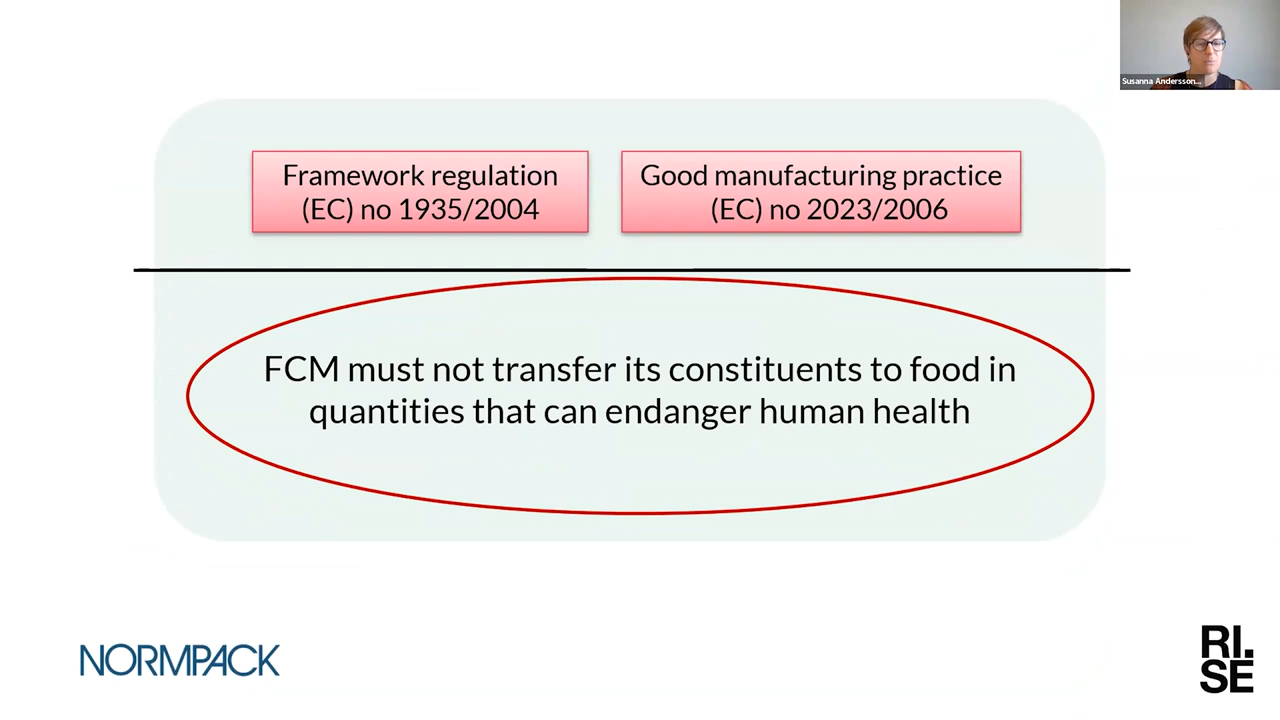 Susanna Andersson...
Framework regulation
(EC) no 1935/2004
Good manufacturing practice
(EC) no 2023/2006
FCM must not transfer its constituents to food in
quantities that can endanger human health
NORMPACK
RI.
SE